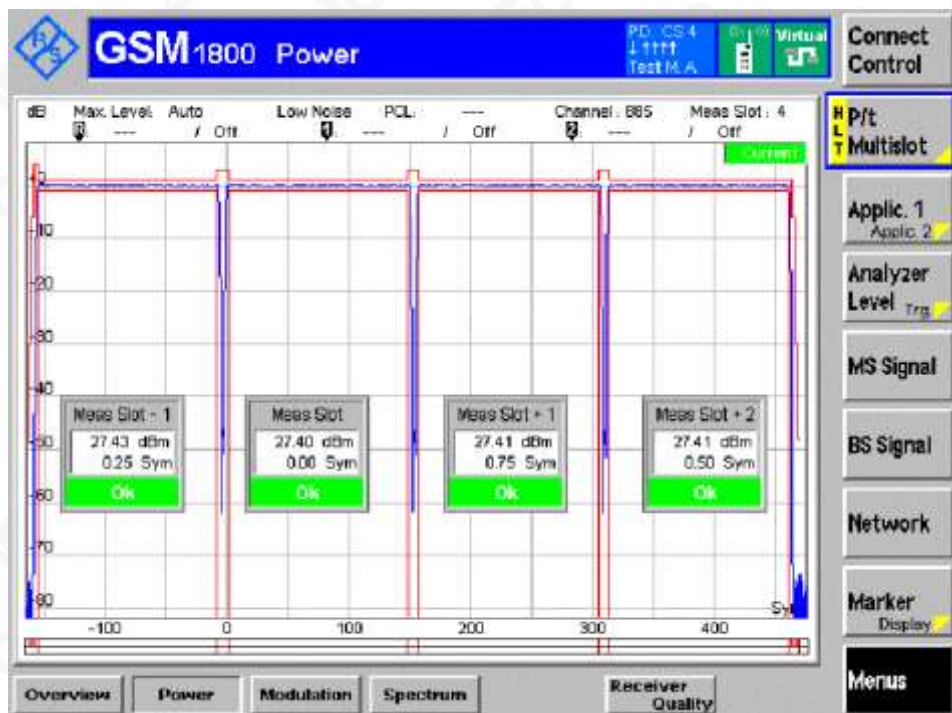 R S
GSM1800 Power
PD CS4
↓↑↑↑↑
Test M. A.
Virtual
Connect Control
dB Max. Level: Auto Low Noise PCL: --- Channel: 885 Meas Slot: 4
--- / Off 1 --- / Off 2 --- / Off
Current
HLT
P/t Multislot
Applic. 1
Applic. 2
Analyzer Level Trg.
MS Signal
BS Signal
Network
Marker
Display
Menus
-10
-20
-30
-40
-50
-60
-70
-80
Meas Slot - 1
27.43 dBm
0.25 Sym
Ok
Meas Slot
27.40 dBm
0.00 Sym
Ok
Meas Slot + 1
27.41 dBm
0.75 Sym
Ok
Meas Slot + 2
27.41 dBm
0.50 Sym
Ok
-100 0 100 200 300 400
Overview Power Modulation Spectrum Receiver Quality